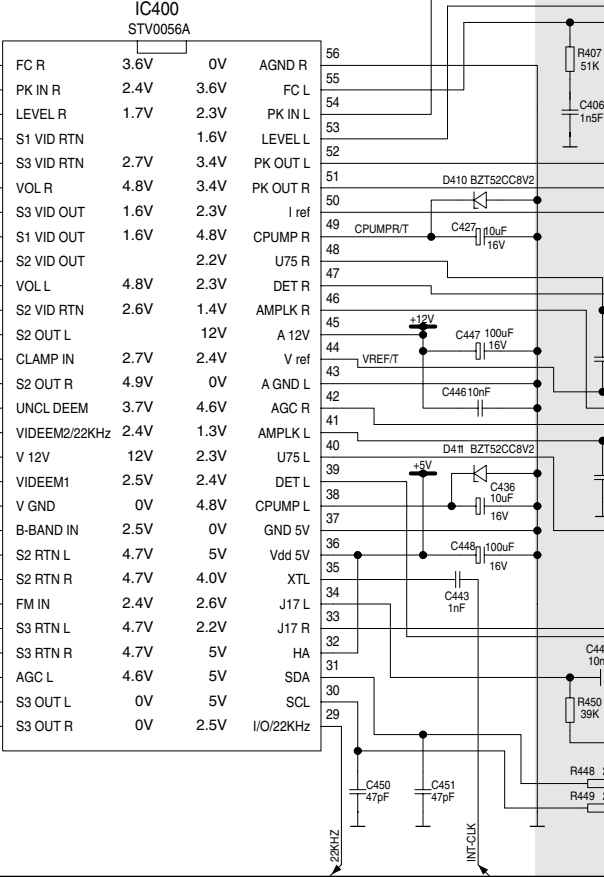 IC400
STV0056A
FC R 3.6V 0V AGND R 56
PK IN R 2.4V 3.6V FC L 55
LEVEL R 1.7V 2.3V PK IN L 54
S1 VID RTN 1.6V LEVEL L 53
S3 VID RTN 2.7V 3.4V PK OUT L 52
VOL R 4.8V 3.4V PK OUT R 51
S3 VID OUT 1.6V 2.3V I ref 50
S1 VID OUT 1.6V 4.8V CPUMP R 49
S2 VID OUT 2.2V U75 R 48
VOL L 4.8V 2.3V DET R 47
S2 VID RTN 2.6V 1.4V AMPLK R 46
S2 OUT L 12V A 12V 45
CLAMP IN 2.7V 2.4V V ref 44
S2 OUT R 4.9V 0V A GND L 43
UNCL DEEM 3.7V 4.6V AGC R 42
VIDEEM2/22KHz 2.4V 1.3V AMPLK L 41
V 12V 12V 2.3V U75 L 40
VIDEEM1 2.5V 2.4V DET L 39
V GND 0V 4.8V CPUMP L 38
B-BAND IN 2.5V 0V GND 5V 37
S2 RTN L 4.7V 5V Vdd 5V 36
S2 RTN R 4.7V 4.0V XTL 35
FM IN 2.4V 2.6V J17 L 34
S3 RTN L 4.7V 2.2V J17 R 33
S3 RTN R 4.7V 5V HA 32
AGC L 4.6V 5V SDA 31
S3 OUT L 0V 5V SCL 30
S3 OUT R 0V 2.5V I/O/22KHz 29
R407
51K
C406
1n5F
D410 BZT52CC8V2
CPUMPR/T
C427 10uF
16V
+12V
C447 100uF
16V
VREF/T
C446 10nF
D411 BZT52CC8V2
+5V
C436
10uF
16V
C448 100uF
16V
C443
1nF
C44
10n
R450
39K
R448 2
R449 2
C450
47pF
C451
47pF
22KHZ
INT-CLK